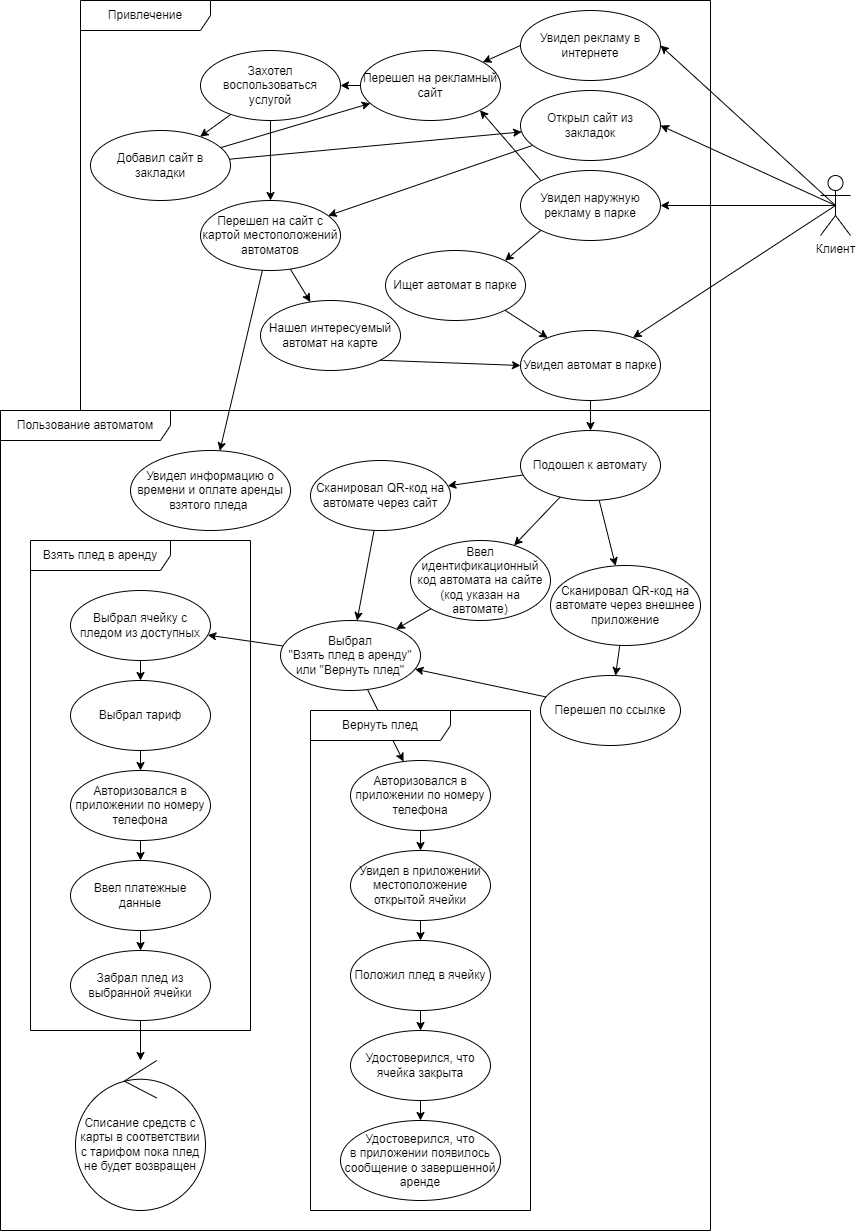 Привлечение
Увидел рекламу в
интернете
Захотел
воспользоваться
услугой
Перешел на рекламный
сайт
Открыл сайт из
закладок
Добавил сайт в
закладки
Увидел наружную
рекламу в парке
Клиент
Перешел на сайт с
картой местоположений
автоматов
Ищет автомат в парке
Нашел интересуемый
автомат на карте
Увидел автомат в парке
Пользование автоматом
Подошел к автомату
Увидел информацию о
времени и оплате аренды
взятого пледа
Сканировал QR-код на
автомате через сайт
Ввел
идентификационный
код автомата на сайте
(код указан на
автомате)
Сканировал QR-код на
автомате через внешнее
приложение
Взять плед в аренду
Выбрал ячейку с
пледом из доступных
Выбрал
"Взять плед в аренду"
или "Вернуть плед"
Перешел по ссылке
Выбрал тариф
Вернуть плед
Авторизовался в
приложении по номеру
телефона
Авторизовался в
приложении по номеру
телефона
Ввел платежные
данные
Увидел в приложении
местоположение
открытой ячейки
Забрал плед из
выбранной ячейки
Положил плед в ячейку
Удостоверился, что
ячейка закрыта
Списание средств с
карты в соответствии
с тарифом пока плед
не будет возвращен
Удостоверился, что
в приложении появилось
сообщение о завершенной
аренде